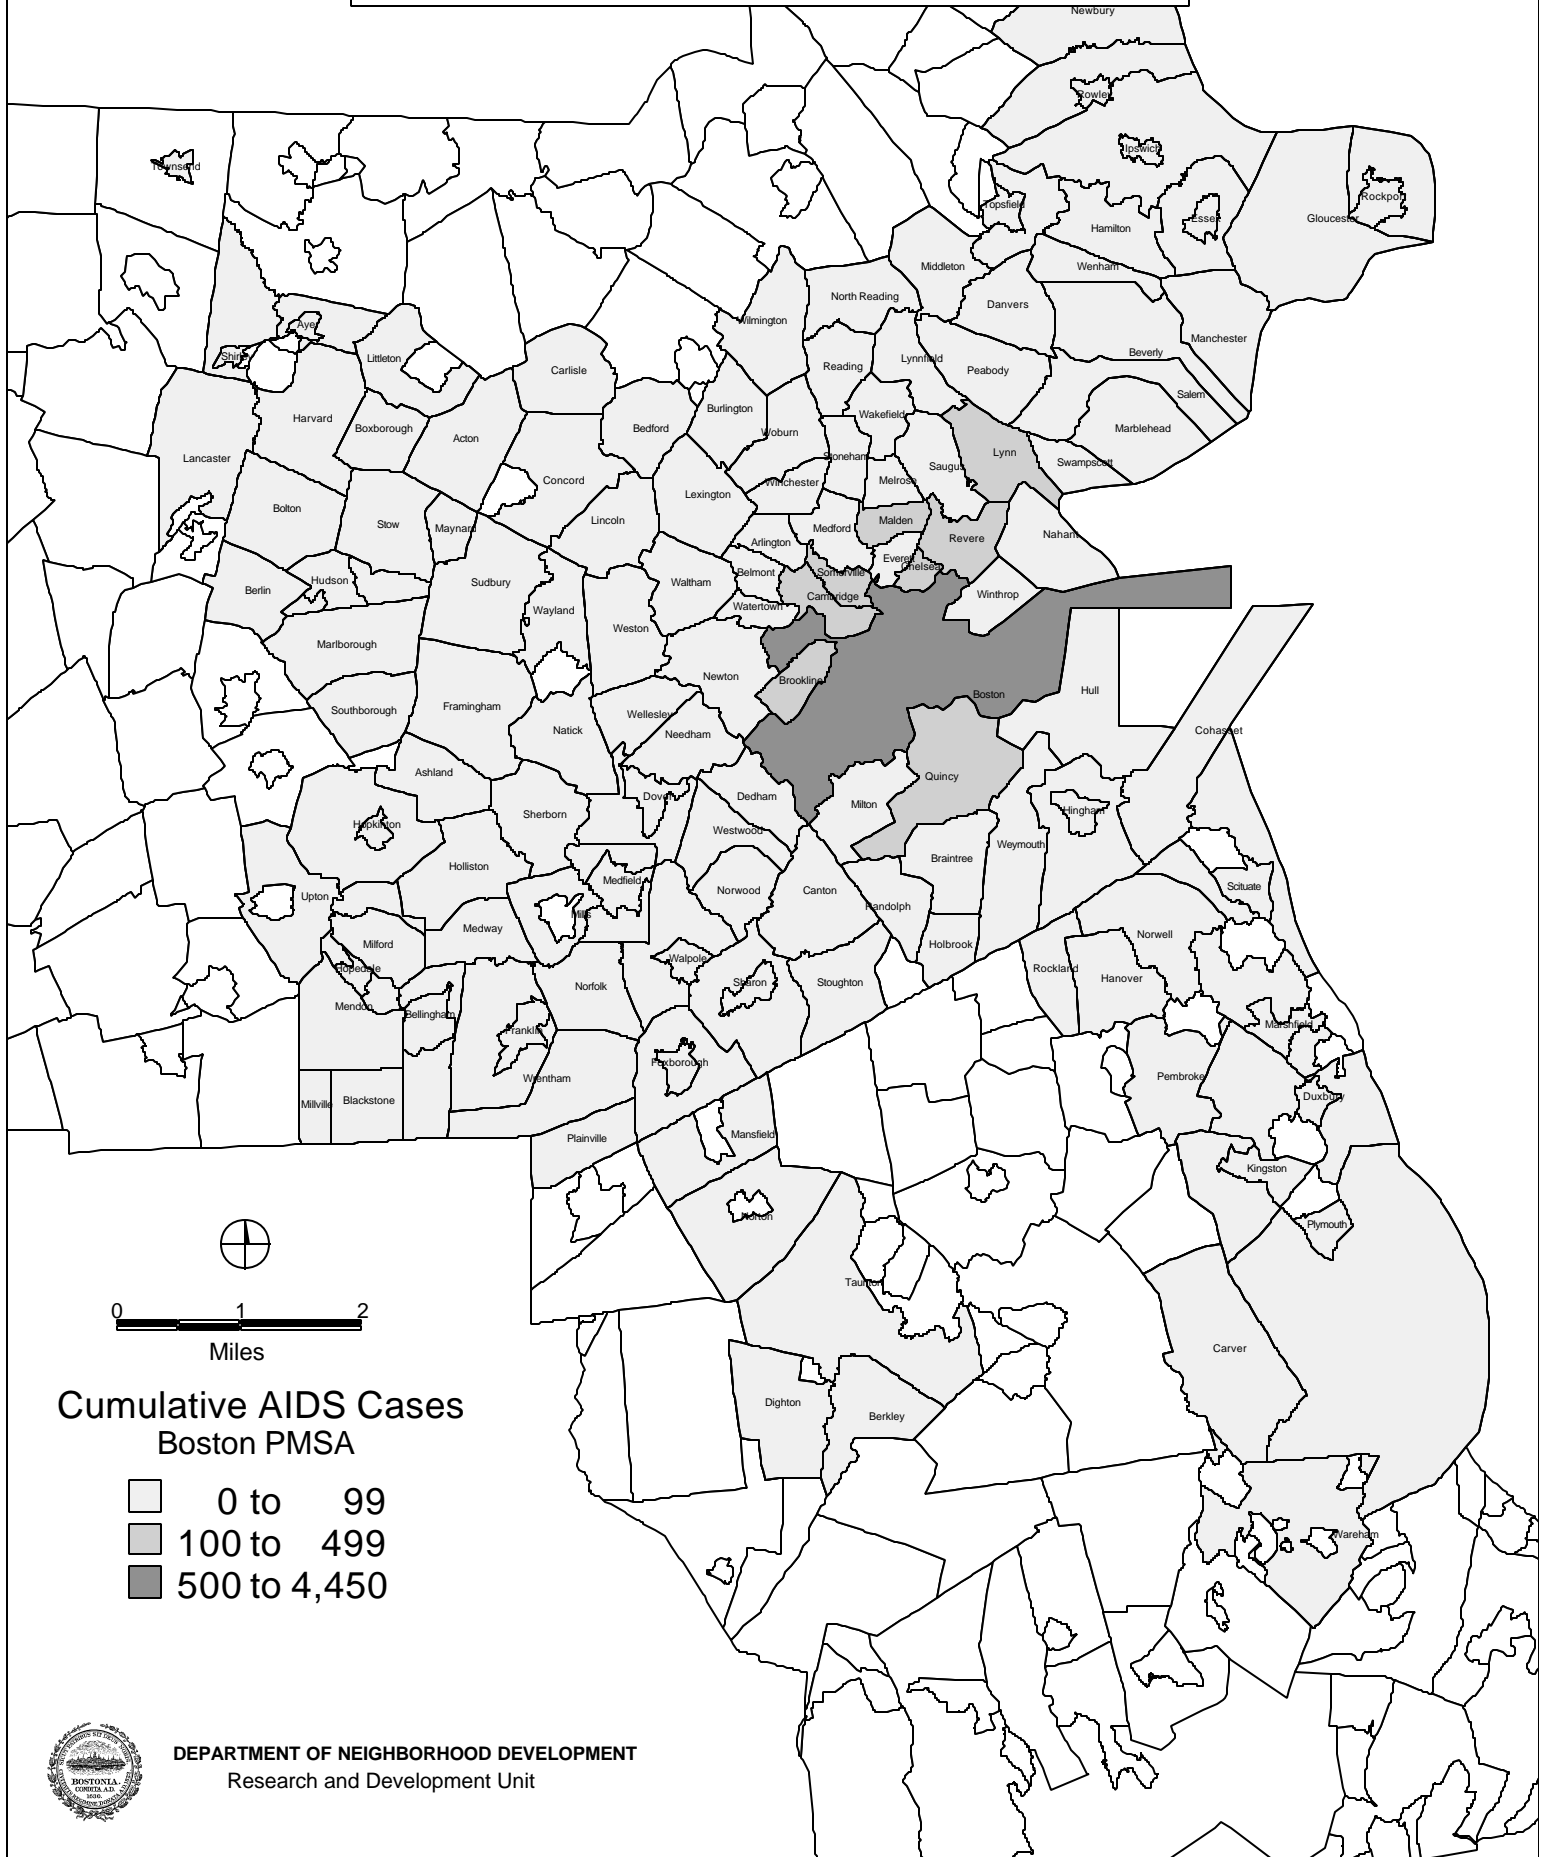 Newbury
Rowley
Ipswich
Townsend
Topsfield
Essex
Rockpor
Gloucester
Hamilton
Middleton
Wenham
North Reading
Danvers
Wilmington
Ayer
Manchester
Shirle
Littleton
Beverly
Lynnfield
Reading
Carlisle
Peabody
Salem
Burlington
Wakefield
Harvard
Boxborough
Bedford
Marblehead
Woburn
Acton
Lynn
Stoneham
Lancaster
Swampscott
Saugus
Concord
Winchester
Melrose
Lexington
Bolton
Lincoln
Malden
Stow
Maynard
Medford
Nahant
Revere
Arlington
Everett
Chelsea
Belmont
Somerville
Hudson
Sudbury
Waltham
Berlin
Winthrop
Cambridge
Watertown
Wayland
Weston
Marlborough
Newton
Brookline
Hull
Boston
Framingham
Southborough
Wellesley
Natick
Cohasset
Needham
Ashland
Quincy
Dover
Dedham
Milton
Hingham
Sherborn
Hopkinton
Westwood
Weymouth
Braintree
Holliston
Medfield
Scituate
Norwood
Canton
Upton
Randolph
Millis
Medway
Norwell
Milford
Holbrook
Walpole
Hopedale
Rockland
Hanover
Sharon
Stoughton
Norfolk
Mendon
Bellingham
Marshfield
Franklin
Foxborough
Wrentham
Pembroke
Duxbury
Millville
Blackstone
Mansfield
Plainville
Kingston
Norton
Plymouth
Taunton
Carver
Dighton
Berkley
Wareham
0 1 2
Miles
Cumulative AIDS Cases
Boston PMSA
0 to 99
100 to 499
500 to 4,450
DEPARTMENT OF NEIGHBORHOOD DEVELOPMENT
Research and Development Unit
BOSTONIA.
CONDITA A.D.
1630.